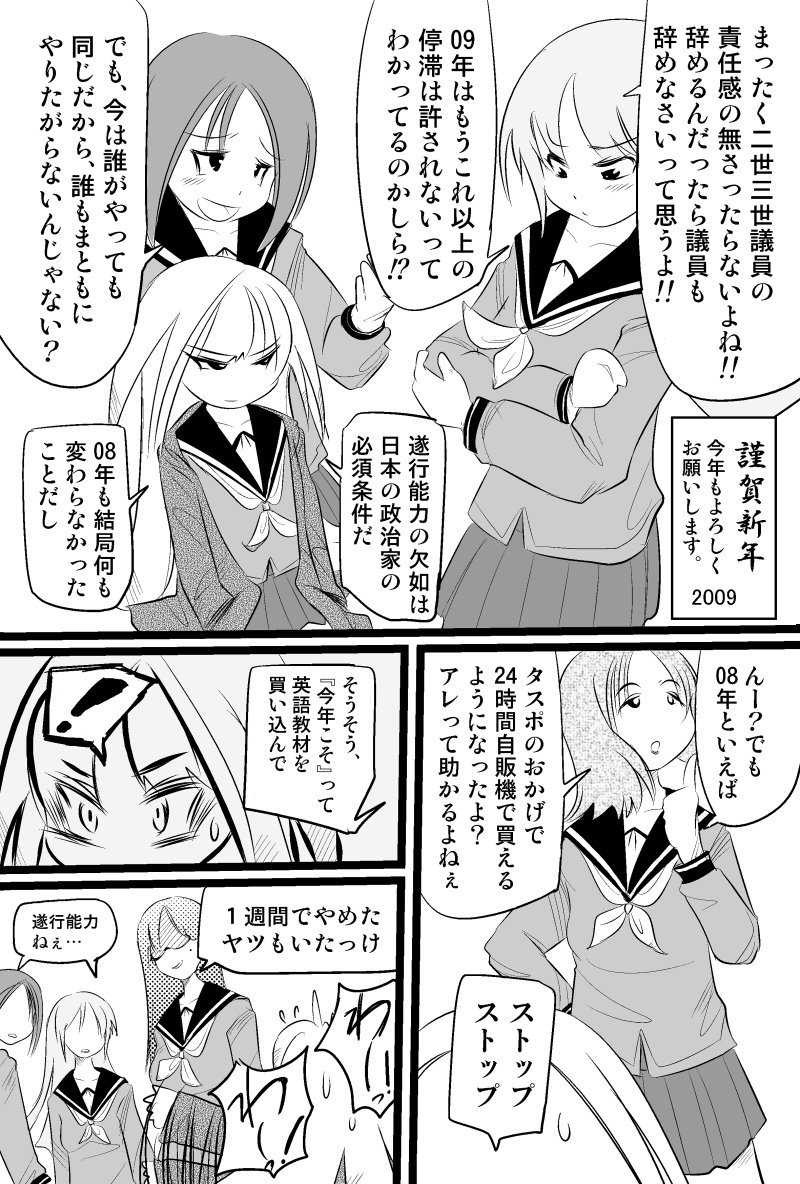 まったく二世三世議員の
責任感の無さったらないよね!!
辞めるんだったら議員も
辞めなさいって思うよ!!
09年はもうこれ以上の
停滞は許されないって
わかってるのかしら!?
でも、今は誰がやっても
同じだから、誰もまともに
やりたがらないんじゃない?
謹賀新年
今年もよろしく
お願いします。
2009
遂行能力の欠如は
日本の政治家の
必須条件だ
08年も結局何も
変わらなかった
ことだし
んー?でも
08年といえば
タスポのおかげで
24時間自販機で買える
ようになったよ?
アレって助かるよねぇ
ストップ
ストップ
そうそう、
『今年こそ』って
英語教材を
買い込んで
!
1週間でやめた
ヤツもいたっけ
わー!
わー!
遂行能力
ねぇ…